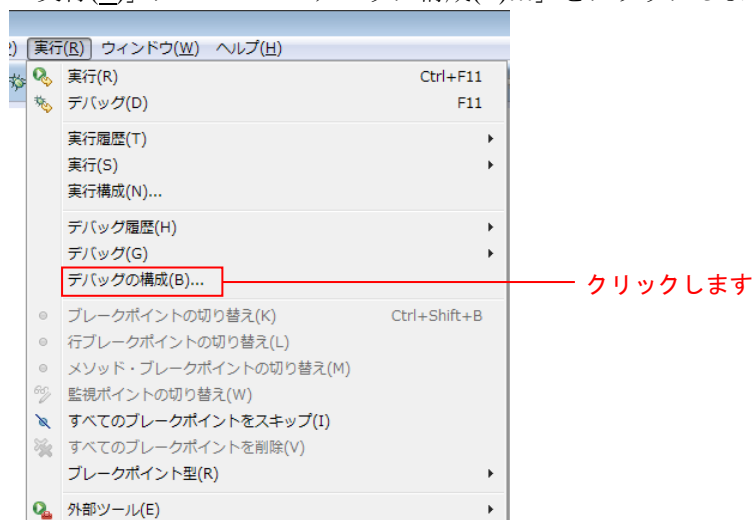 実行(R) ウィンドウ(W) ヘルプ(H)
実行(R) Ctrl+F11
デバッグ(D) F11
実行履歴(T)
実行(S)
実行構成(N)...
デバッグ履歴(H)
デバッグ(G)
デバッグの構成(B)...
クリックします
ブレークポイントの切り替え(K) Ctrl+Shift+B
行ブレークポイントの切り替え(L)
メソッド・ブレークポイントの切り替え(M)
監視ポイントの切り替え(W)
すべてのブレークポイントをスキップ(I)
すべてのブレークポイントを削除(V)
ブレークポイント型(R)
外部ツール(E)